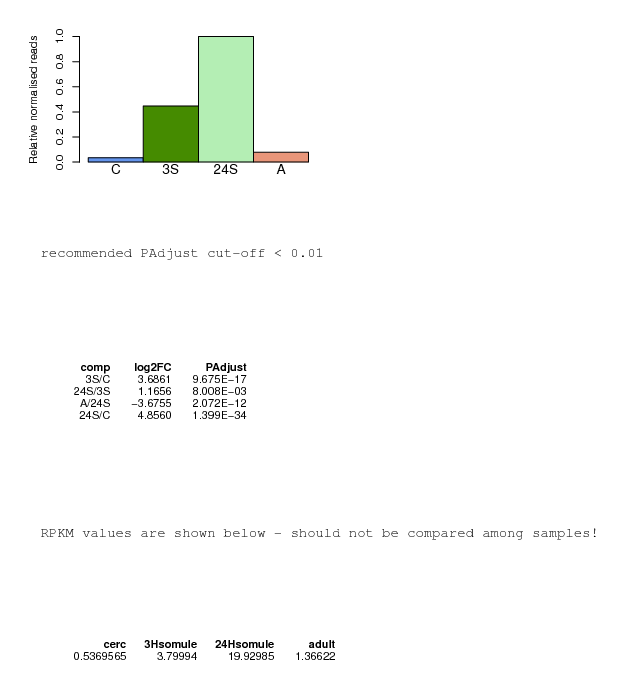 Relative normalised reads
1.0
0.8
0.6
0.4
0.2
0.0
C 3S 24S A
recommended PAdjust cut-off < 0.01
comp log2FC PAdjust
3S/C 3.6861 9.675E−17
24S/3S 1.1656 8.008E−03
A/24S −3.6755 2.072E−12
24S/C 4.8560 1.399E−34
RPKM values are shown below - should not be compared among samples!
cerc 3Hsomule 24Hsomule adult
0.5369565 3.79994 19.92985 1.36622